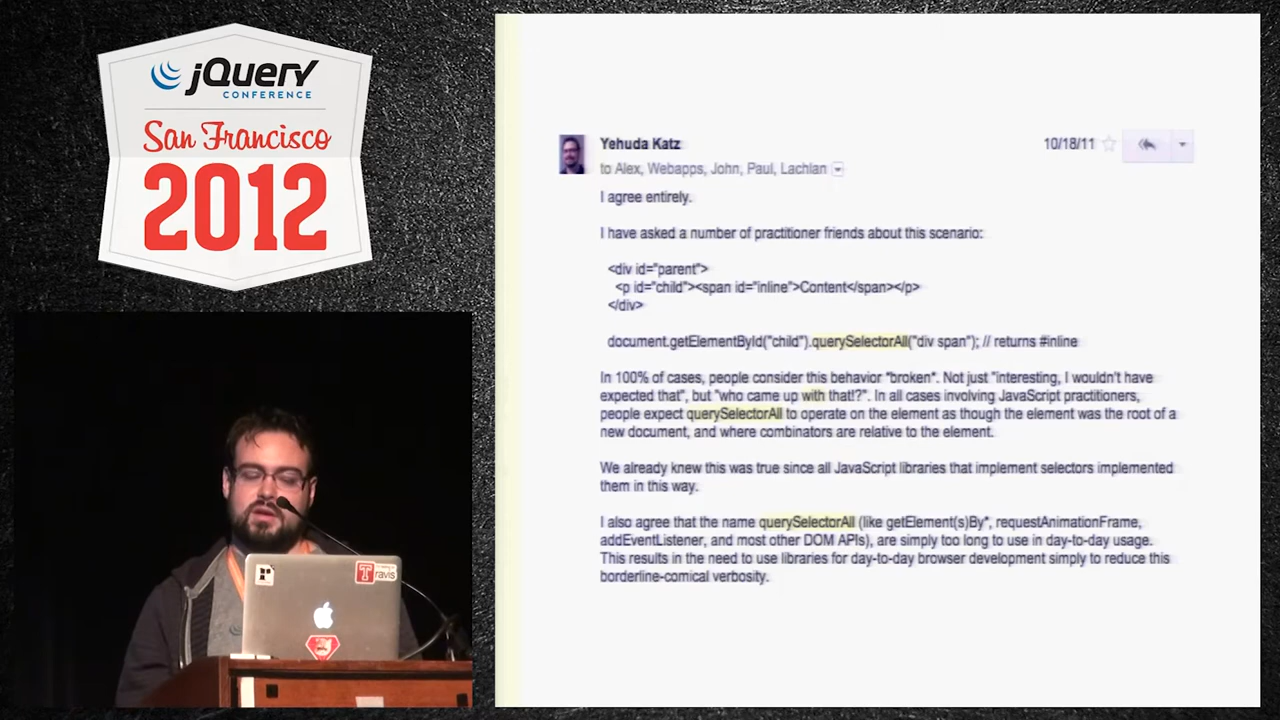 jQuery
CONFERENCE
San Francisco
2012
Yehuda Katz
10/18/11
to Alex, Webapps, John, Paul, Lachlan
I agree entirely.
I have asked a number of practitioner friends about this scenario:
<div id="parent">
<p id="child"><span id="inline">Content</span></p>
</div>
document.getElementById("child").querySelectorAll("div span"); // returns #inline
In 100% of cases, people consider this behavior *broken*. Not just "interesting, I wouldn't have
expected that", but "who came up with that!?". In all cases involving JavaScript practitioners,
people expect querySelectorAll to operate on the element as though the element was the root of a
new document, and where combinators are relative to the element.
We already knew this was true since all JavaScript libraries that implement selectors implemented
them in this way.
I also agree that the name querySelectorAll (like getElement(s)By*, requestAnimationFrame,
addEventListener, and most other DOM APIs), are simply too long to use in day-to-day usage.
This results in the need to use libraries for day-to-day browser development simply to reduce this
borderline-comical verbosity.
Travis